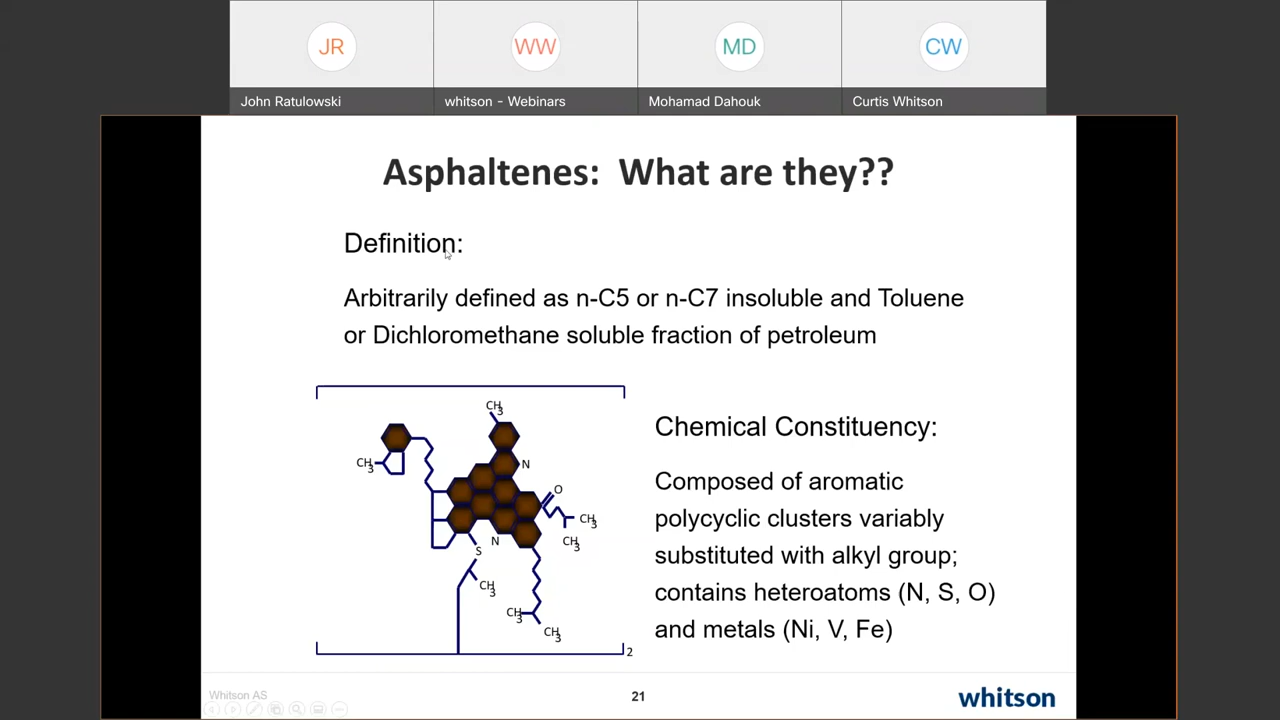 JR
WW
MD
CW
John Ratulowski
whitson - Webinars
Mohamad Dahouk
Curtis Whitson
Asphaltenes: What are they??
Definition:
Arbitrarily defined as n-C5 or n-C7 insoluble and Toluene
or Dichloromethane soluble fraction of petroleum
CH3
CH3
N
O
CH3
CH3
N
S
CH3
CH3
CH3
2
Chemical Constituency:
Composed of aromatic
polycyclic clusters variably
substituted with alkyl group;
contains heteroatoms (N, S, O)
and metals (Ni, V, Fe)
Whitson AS
21
whitson